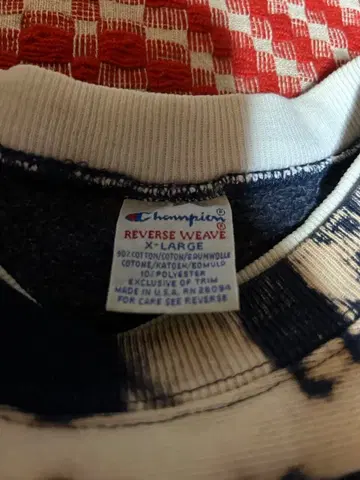 Champion®
REVERSE WEAVE®
X-LARGE
90% COTTON/COTON/BAUMWOLLE
COTONE/KATOEN/BOMULD
10% POLYESTER
EXCLUSIVE OF TRIM
MADE IN U.S.A. RN 26094
FOR CARE SEE REVERSE